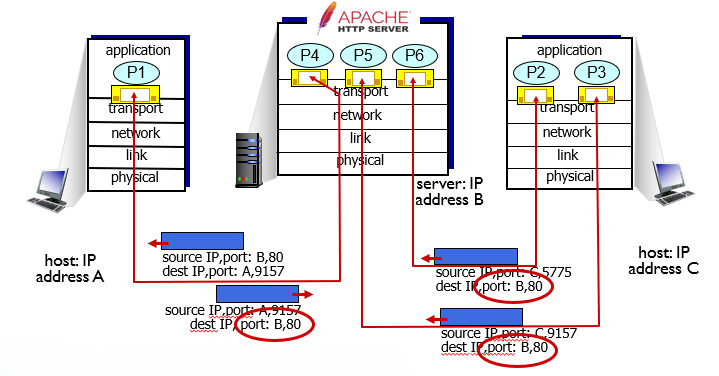 APACHE
HTTP SERVER
application
P1
transport
network
link
physical
host: IP
address A
P4
P5
P6
transport
network
link
physical
server: IP
address B
application
P2
P3
transport
network
link
physical
host: IP
address C
source IP,port: B,80
dest IP,port: A,9157
source IP,port: A,9157
dest IP, port: B,80
source IP,port: C,5775
dest IP,port: B,80
source IP,port: C,9157
dest IP,port: B,80